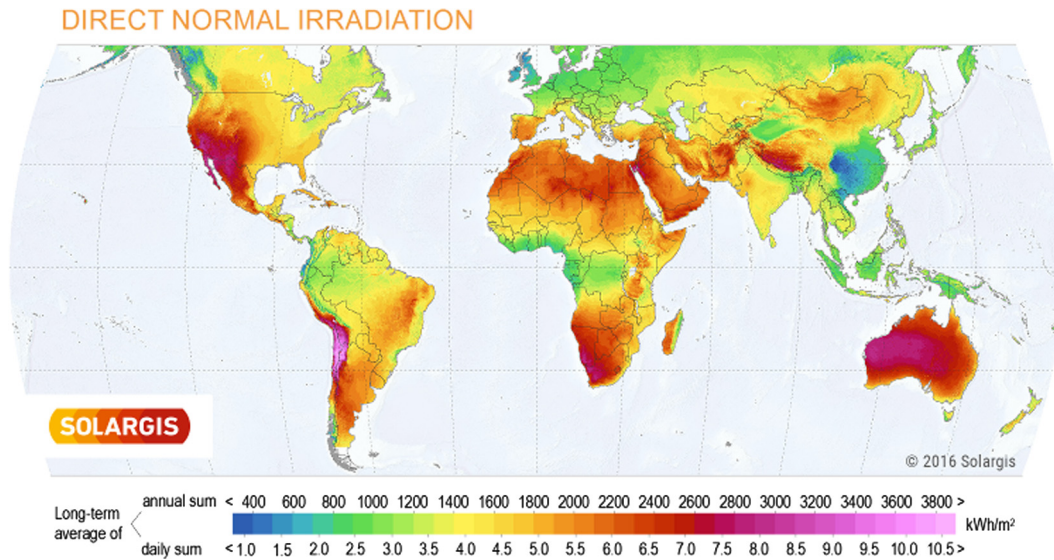 DIRECT NORMAL IRRADIATION
SOLARGIS
© 2016 Solargis
Long-term average of
annual sum < 400 600 800 1000 1200 1400 1600 1800 2000 2200 2400 2600 2800 3000 3200 3400 3600 3800 >
kWh/m²
daily sum < 1.0 1.5 2.0 2.5 3.0 3.5 4.0 4.5 5.0 5.5 6.0 6.5 7.0 7.5 8.0 8.5 9.0 9.5 10.0 10.5 >